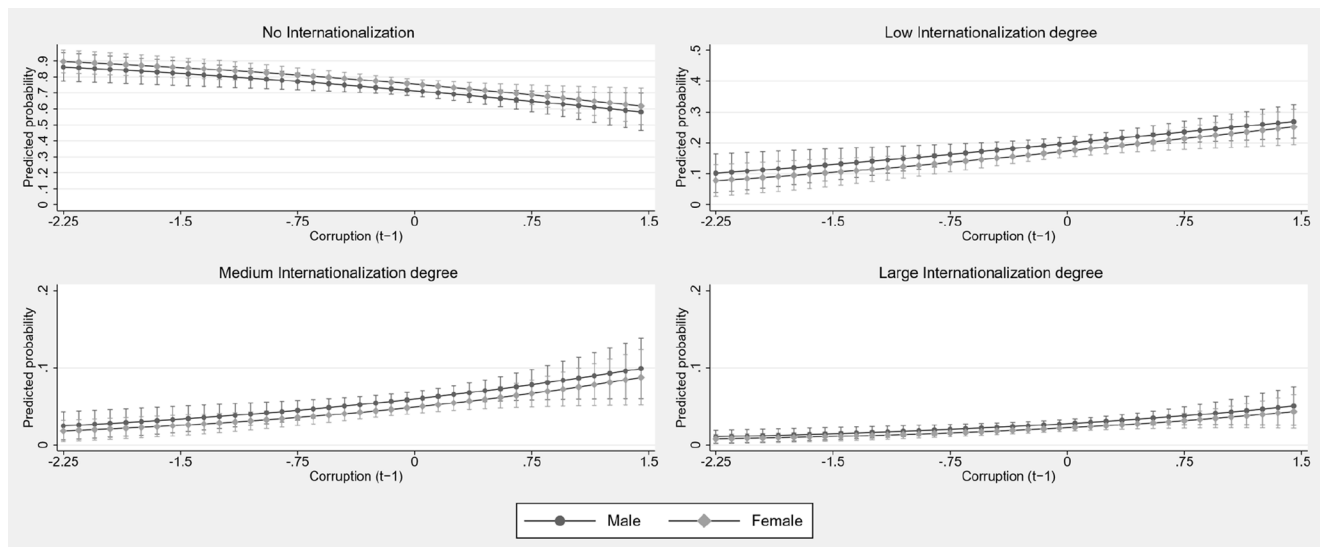 No Internationalization
Predicted probability
0 .1 .2 .3 .4 .5 .6 .7 .8 .9
-2.25 -1.5 -.75 0 .75 1.5
Corruption (t−1)
Low Internationalization degree
Predicted probability
0 .1 .2 .3 .4 .5
-2.25 -1.5 -.75 0 .75 1.5
Corruption (t−1)
Medium Internationalization degree
Predicted probability
0 .1 .2
-2.25 -1.5 -.75 0 .75 1.5
Corruption (t−1)
Large Internationalization degree
Predicted probability
0 .1 .2
-2.25 -1.5 -.75 0 .75 1.5
Corruption (t−1)
Male Female